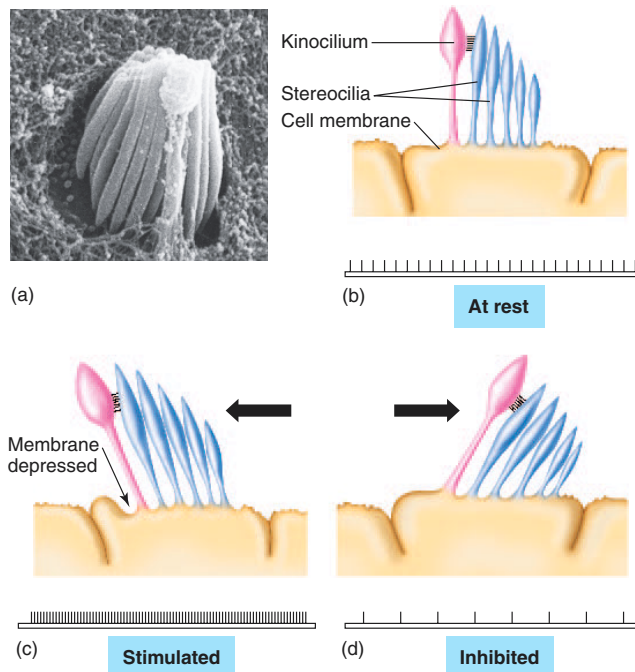 Kinocilium
Stereocilia
Cell membrane
(a)
(b)
At rest
Membrane
depressed
(c)
Stimulated
(d)
Inhibited